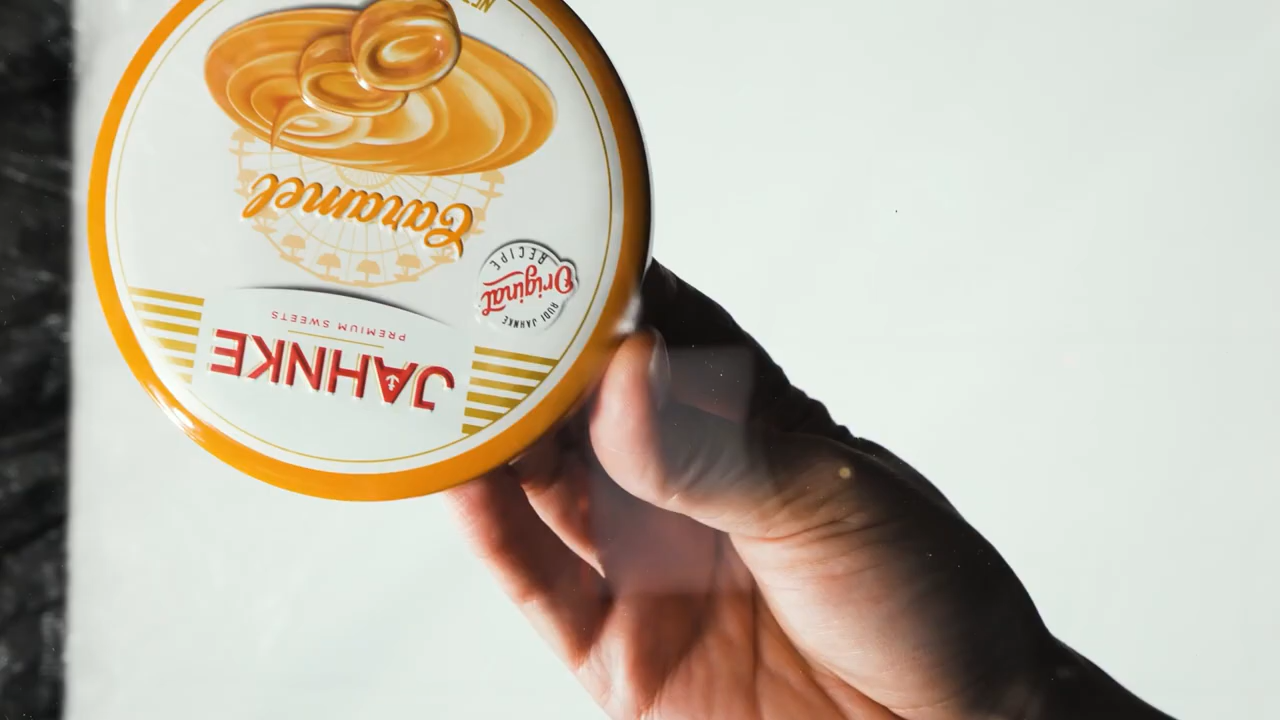 JAHNKE
PREMIUM SWEETS
RUDI JAHNKE
Original
RECIPE
Caramel